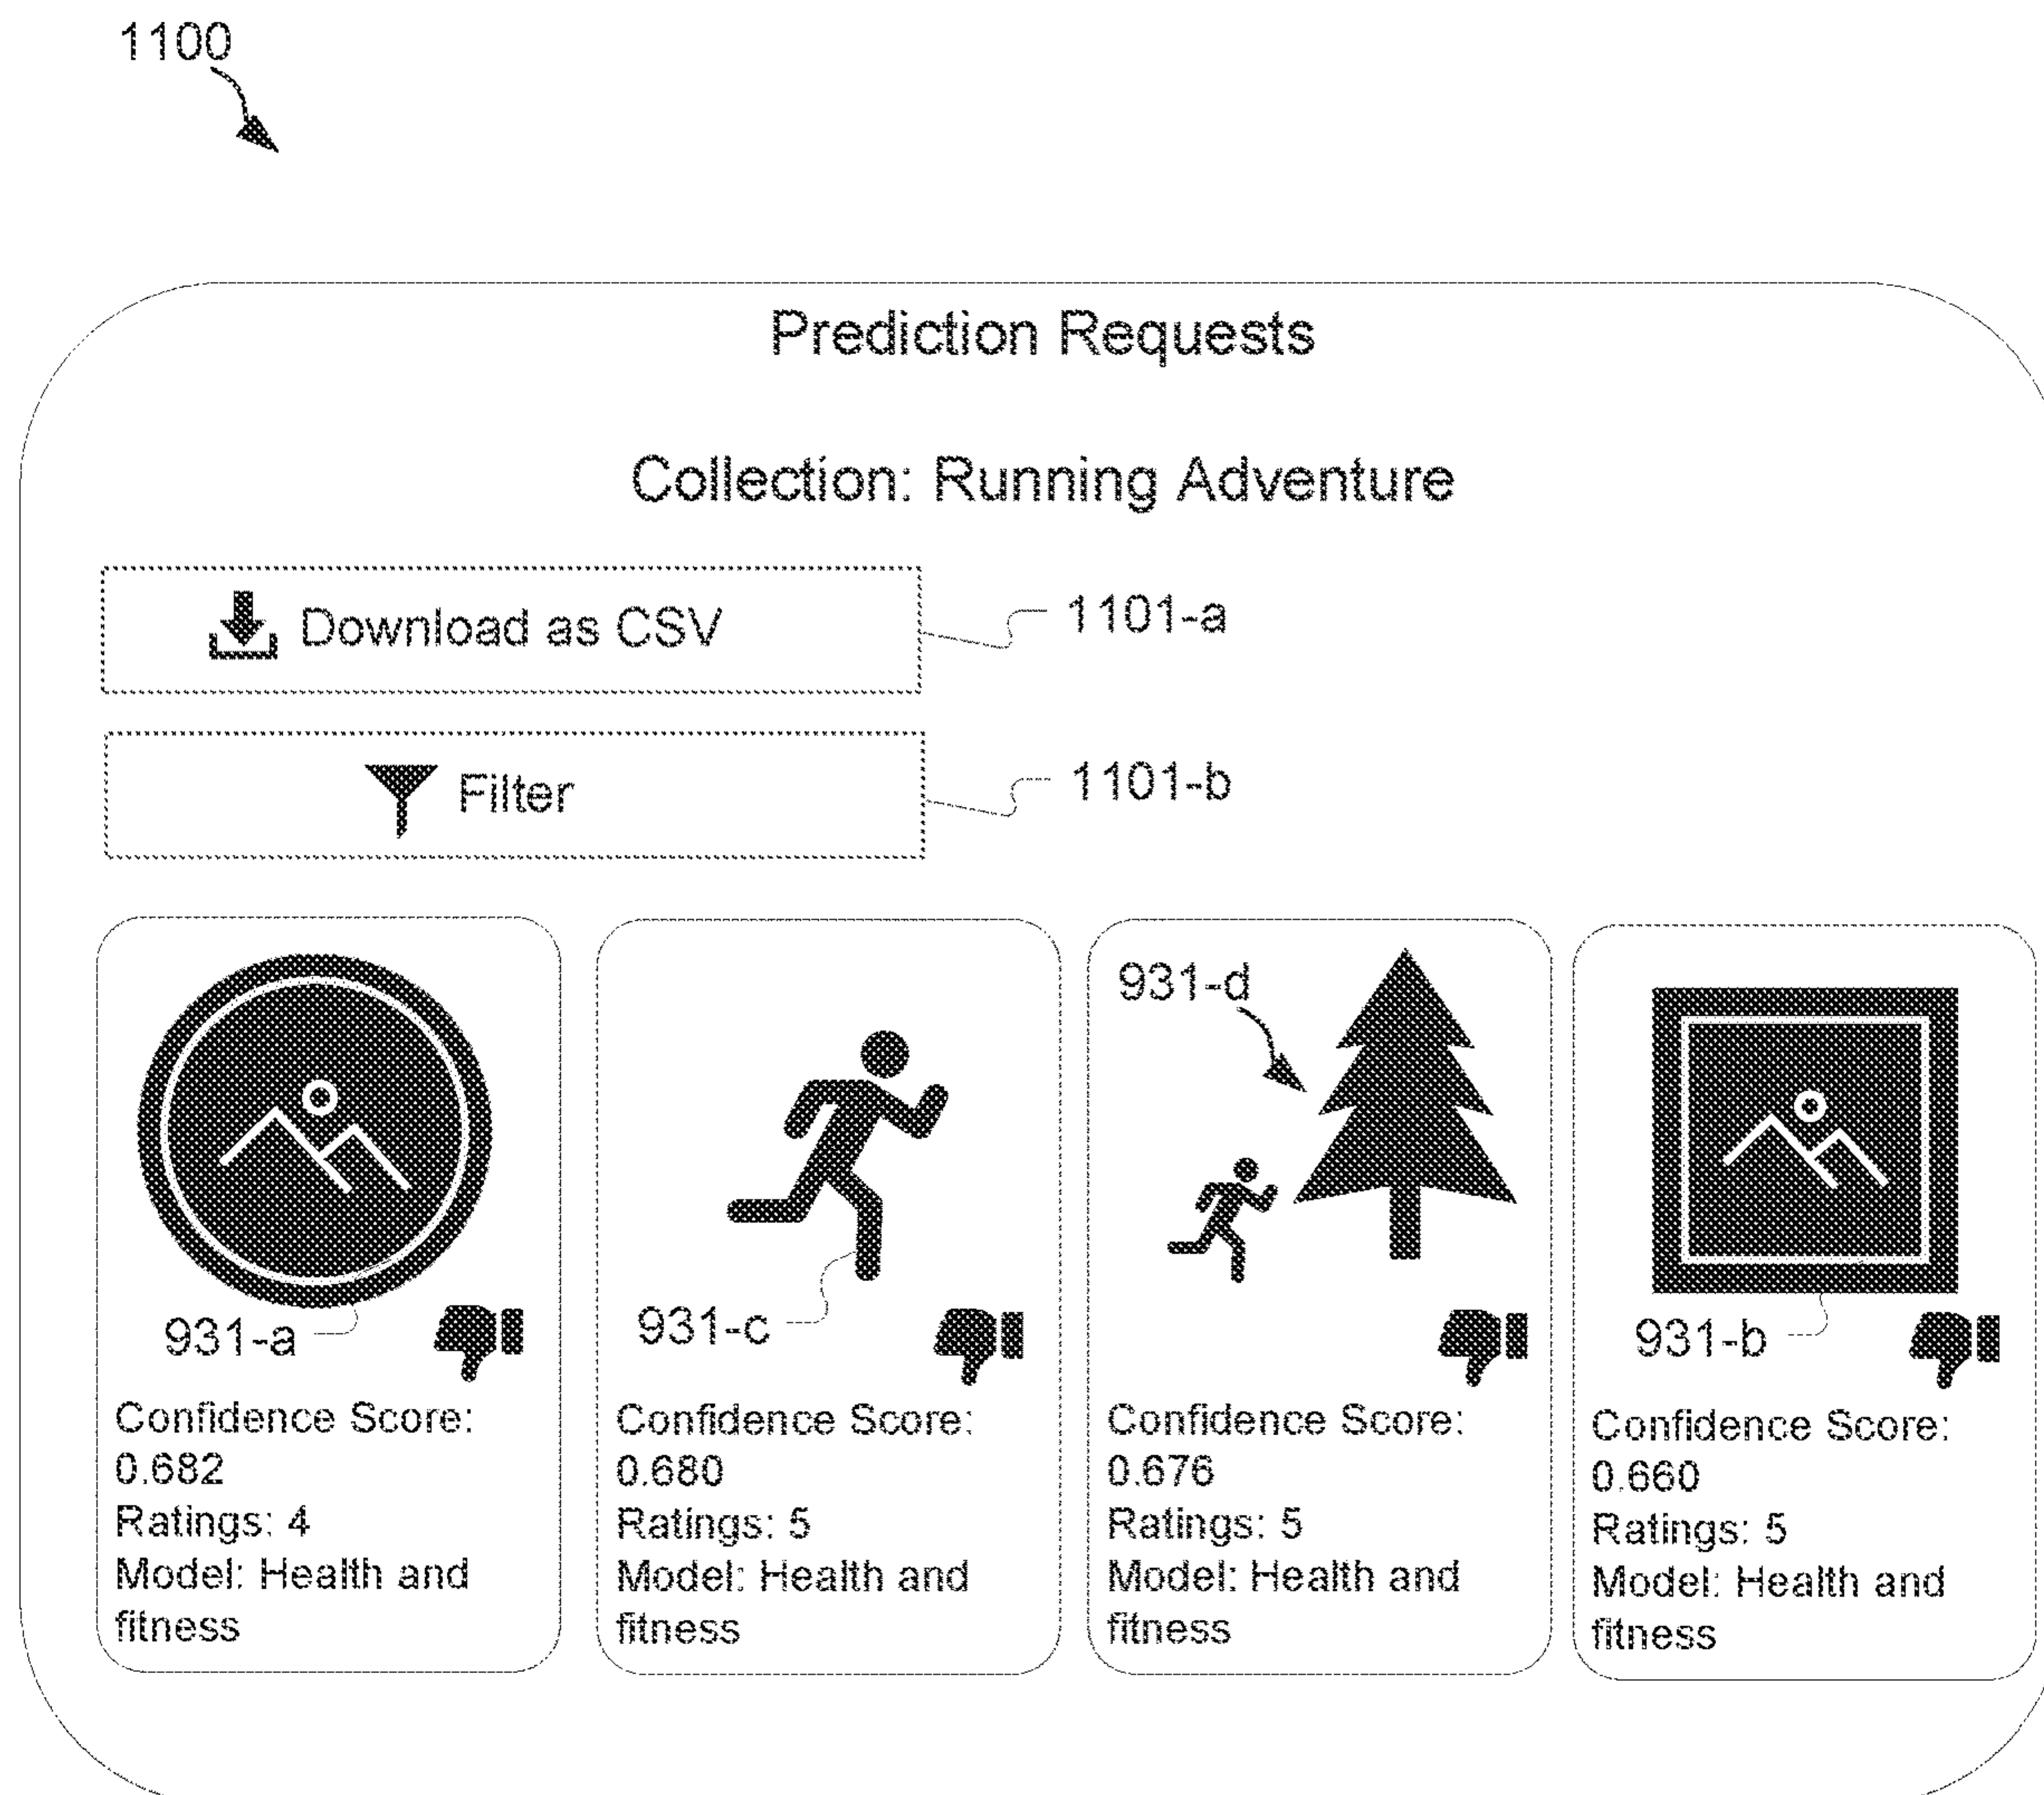 1100
Prediction Requests
Collection: Running Adventure
Download as CSV
1101-a
Filter
1101-b
931-a
Confidence Score:
0.682
Ratings: 4
Model: Health and
fitness
931-c
Confidence Score:
0.680
Ratings: 5
Model: Health and
fitness
931-d
Confidence Score:
0.676
Ratings: 5
Model: Health and
fitness
931-b
Confidence Score:
0.660
Ratings: 5
Model: Health and
fitness